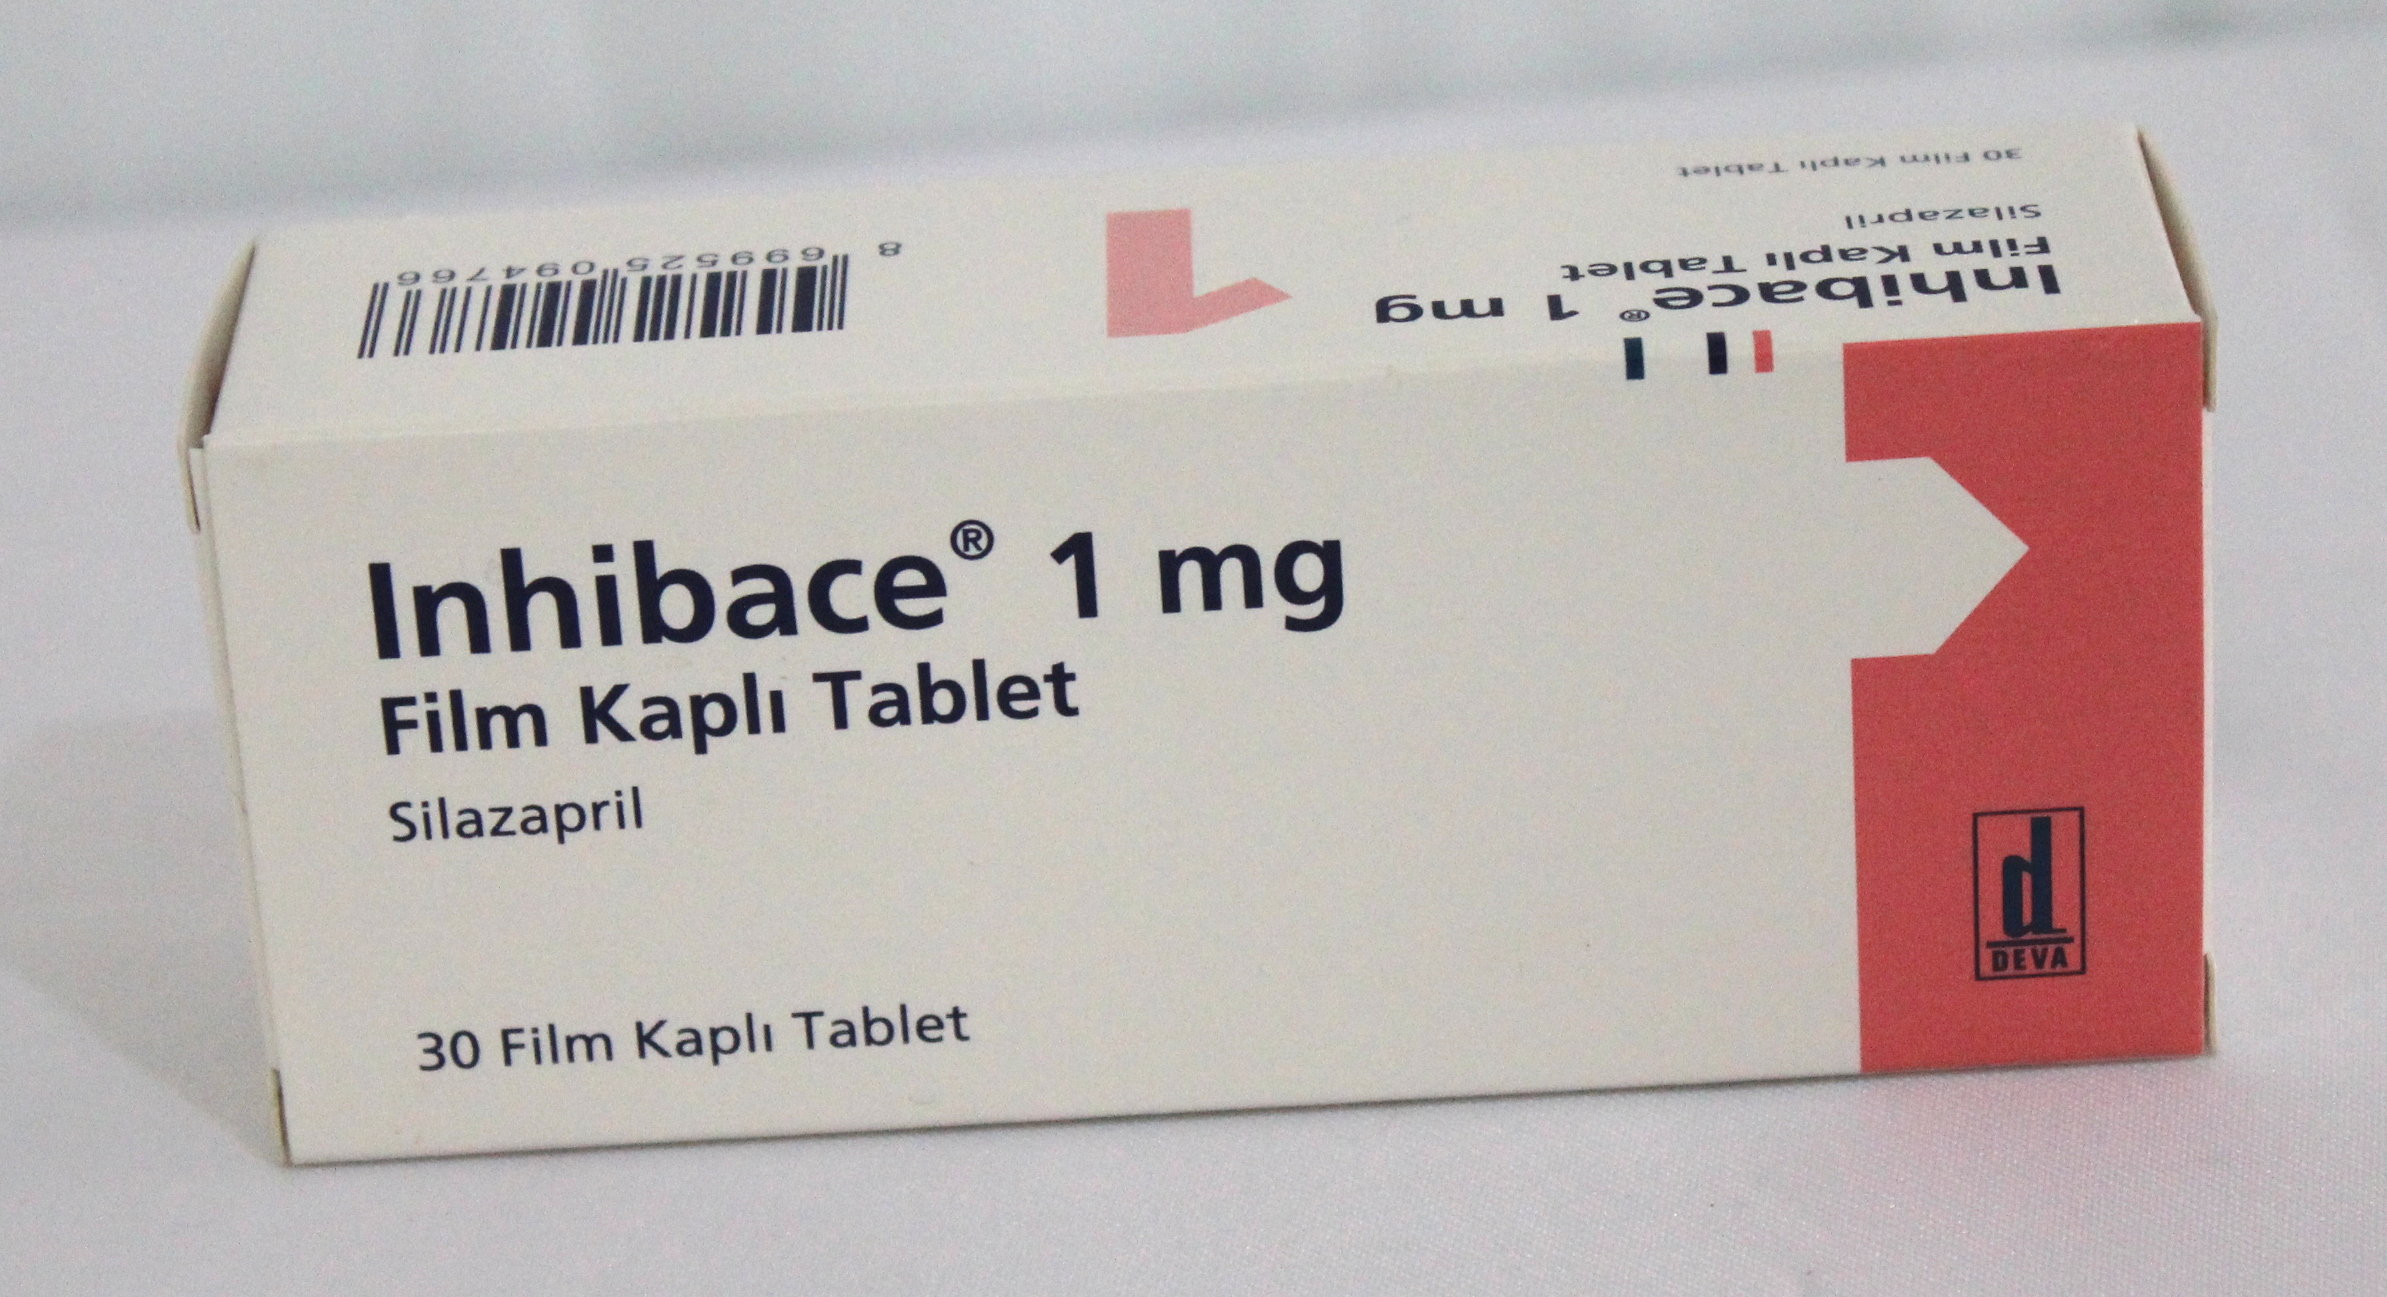 Inhibace® 1 mg
Film Kaplı Tablet
Silazapril
30 Film Kaplı Tablet
d
DEVA
Inhibace® 1 mg
Film Kaplı Tablet
Silazapril
30 Film Kaplı Tablet
1
8 699525 094766